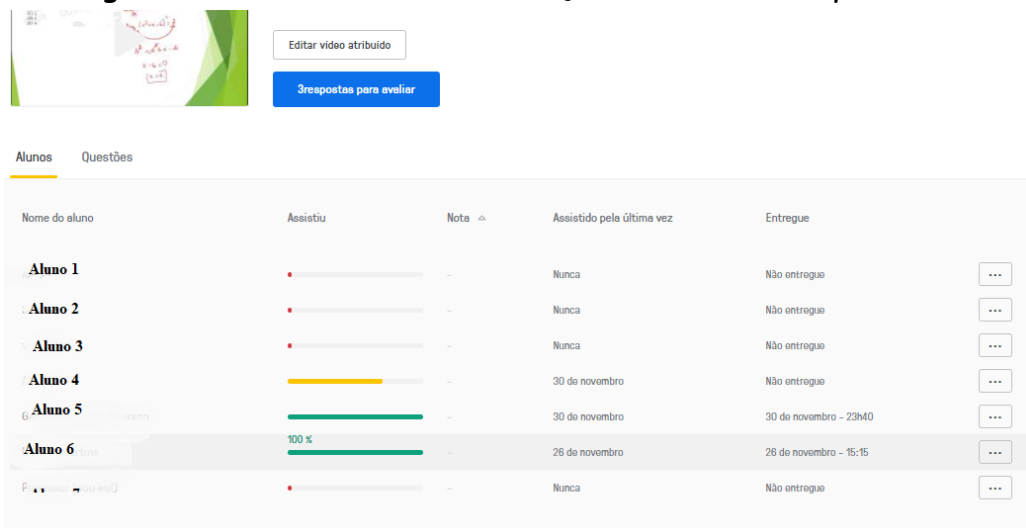 Editar vídeo atribuído
3respostas para avaliar
Alunos Questões
Nome do aluno Assistiu Nota Assistido pela última vez Entregue
Aluno 1 - Nunca Não entregue ...
Aluno 2 - Nunca Não entregue ...
Aluno 3 - Nunca Não entregue ...
Aluno 4 - 30 de novembro Não entregue ...
Aluno 5 - 30 de novembro 30 de novembro - 23h40 ...
100 %
Aluno 6 - 26 de novembro 26 de novembro - 15:15 ...
- Nunca Não entregue ...